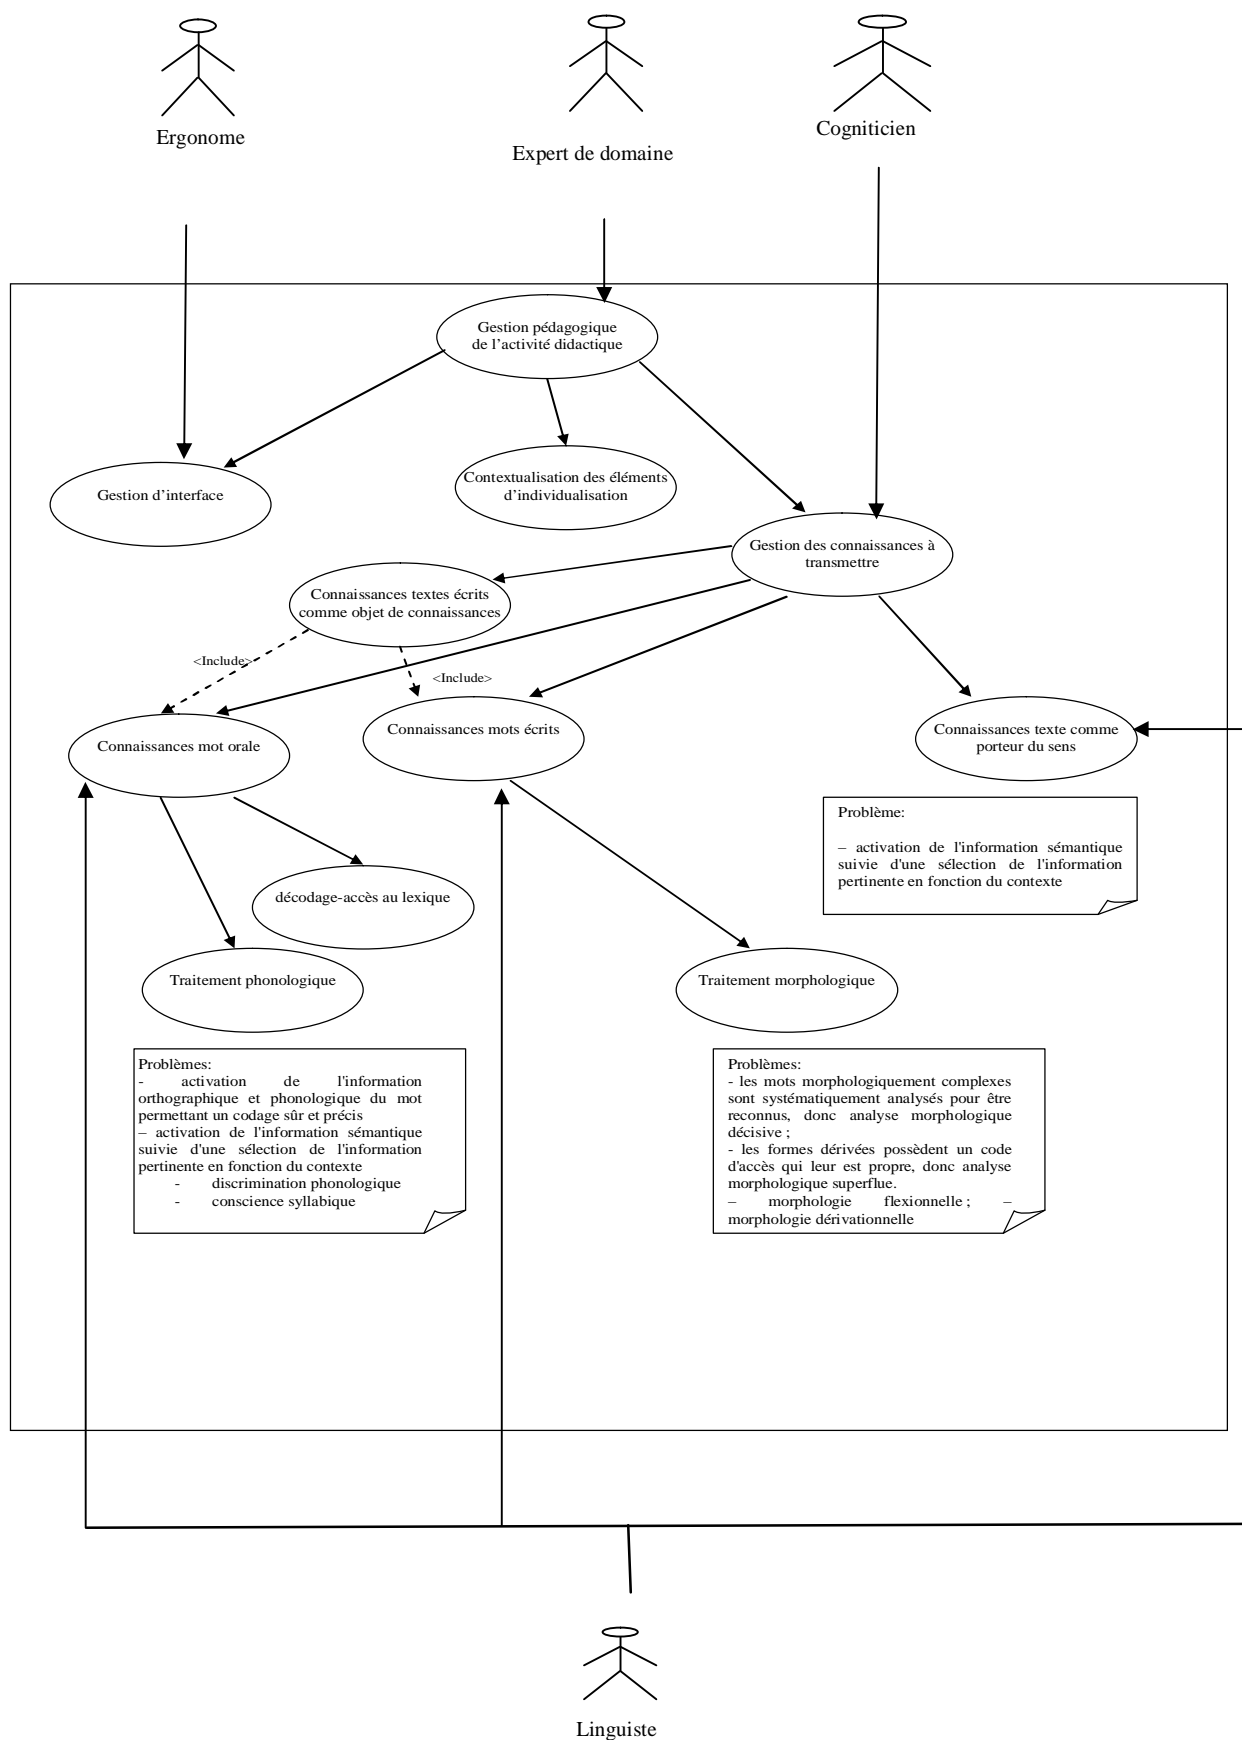 Ergonome
Expert de domaine
Cogniticien
Gestion pédagogique
de l’activité didactique
Gestion d’interface
Contextualisation des éléments
d’individualisation
Gestion des connaissances à
transmettre
Connaissances textes écrits
comme objet de connaissances
<Include>
<Include>
Connaissances mot orale
Connaissances mots écrits
Connaissances texte comme
porteur du sens
Problème:
– activation de l'information sémantique
suivie d'une sélection de l'information
pertinente en fonction du contexte
décodage-accès au lexique
Traitement phonologique
Traitement morphologique
Problèmes:
- activation de l'information
orthographique et phonologique du mot
permettant un codage sûr et précis
– activation de l'information sémantique
suivie d'une sélection de l'information
pertinente en fonction du contexte
- discrimination phonologique
- conscience syllabique
Problèmes:
- les mots morphologiquement complexes
sont systématiquement analysés pour être
reconnus, donc analyse morphologique
décisive ;
- les formes dérivées possèdent un code
d'accès qui leur est propre, donc analyse
morphologique superflue.
– morphologie flexionnelle ; –
morphologie dérivationnelle
Linguiste